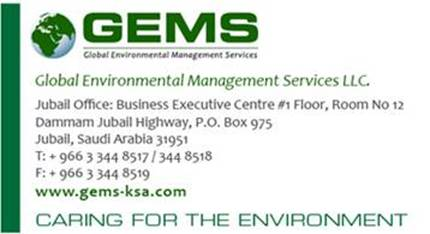 GEMS
Global Environmental Management Services
Global Environmental Management Services LLC.
Jubail Office: Business Executive Centre #1 Floor, Room No 12
Dammam Jubail Highway, P.O. Box 975
Jubail, Saudi Arabia 31951
T: + 966 3 344 8517 / 344 8518
F: + 966 3 344 8519
www.gems-ksa.com
CARING FOR THE ENVIRONMENT